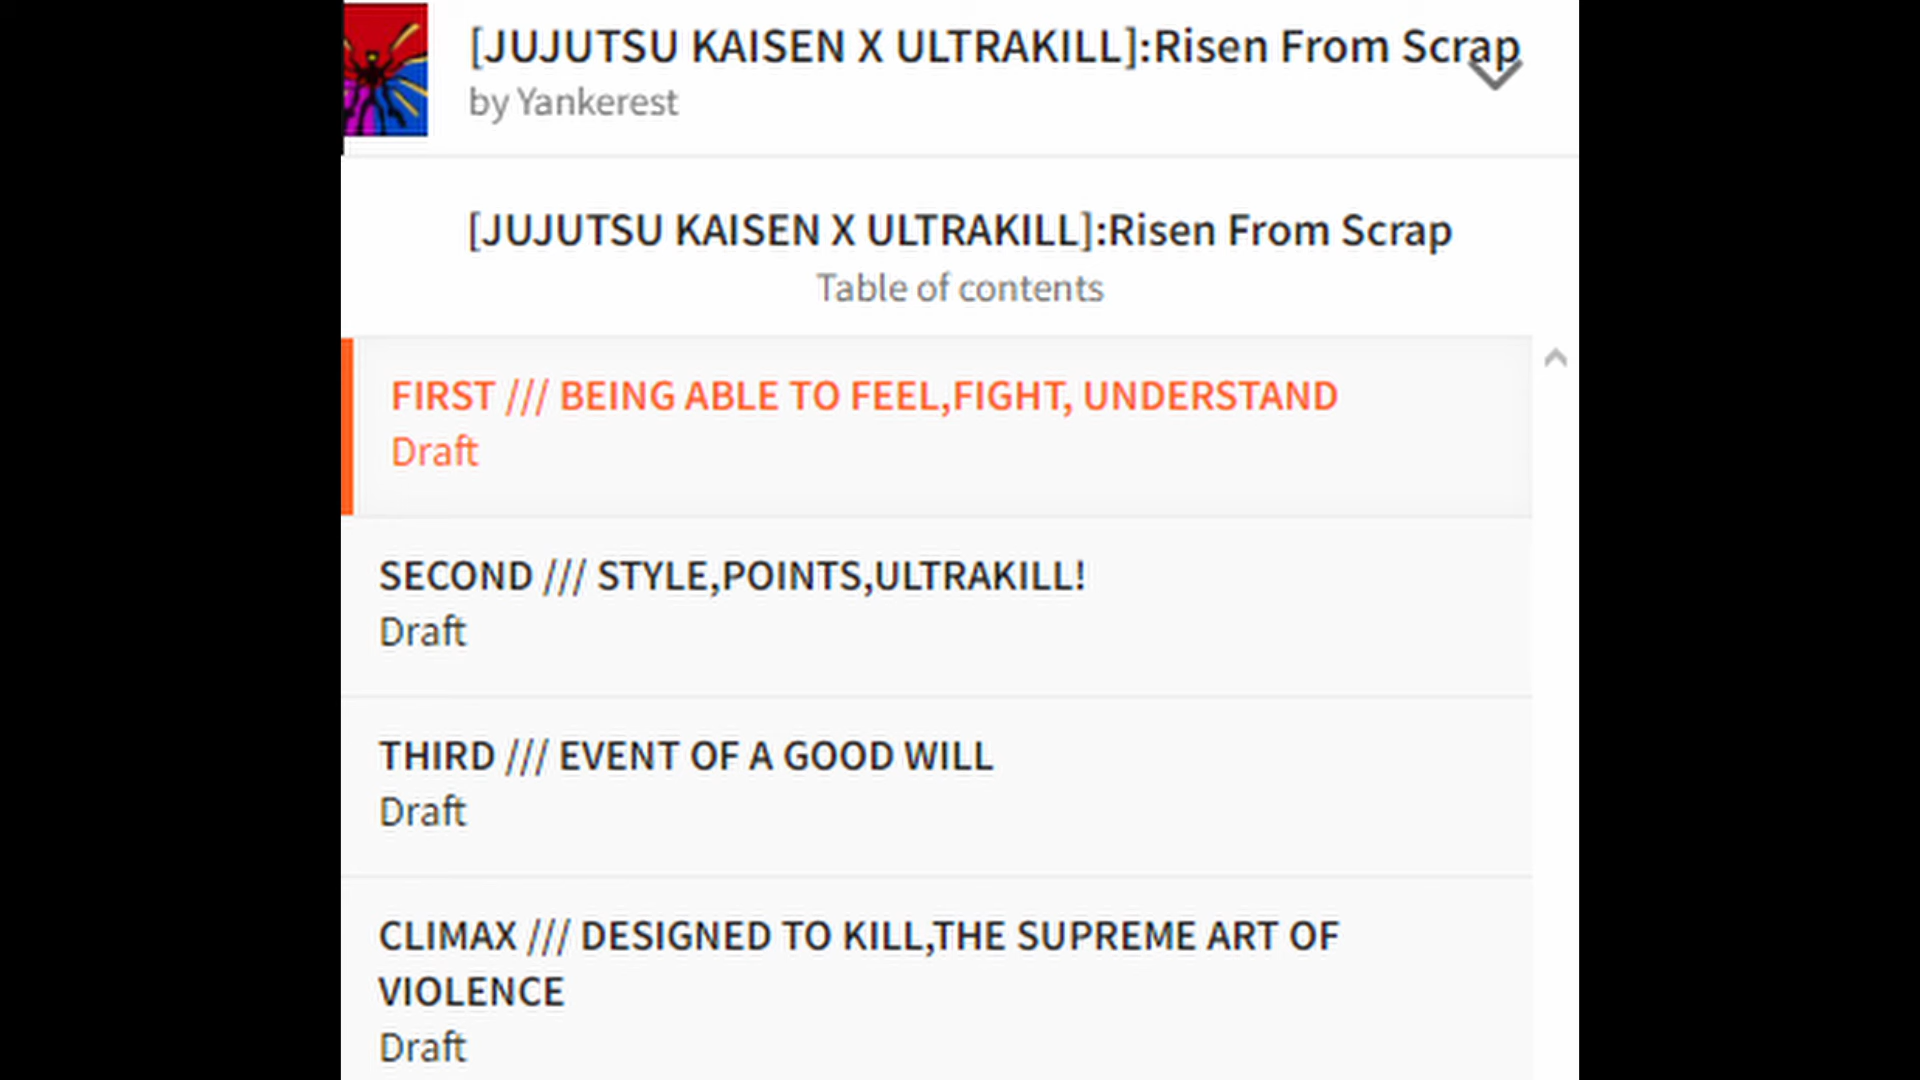 [JUJUTSU KAISEN X ULTRAKILL]:Risen From Scrap
by Yankerest
[JUJUTSU KAISEN X ULTRAKILL]:Risen From Scrap
Table of contents
FIRST /// BEING ABLE TO FEEL,FIGHT, UNDERSTAND
Draft
SECOND /// STYLE,POINTS,ULTRAKILL!
Draft
THIRD /// EVENT OF A GOOD WILL
Draft
CLIMAX /// DESIGNED TO KILL,THE SUPREME ART OF
VIOLENCE
Draft